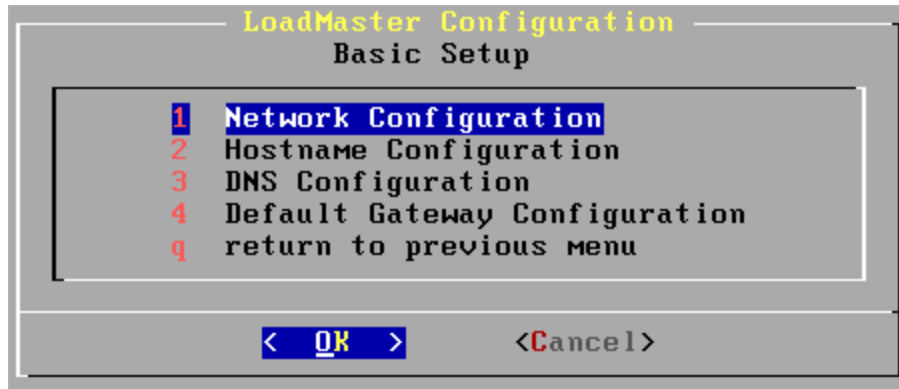 LoadMaster Configuration
Basic Setup
1 Network Configuration
2 Hostname Configuration
3 DNS Configuration
4 Default Gateway Configuration
q return to previous menu
< OK > <Cancel>